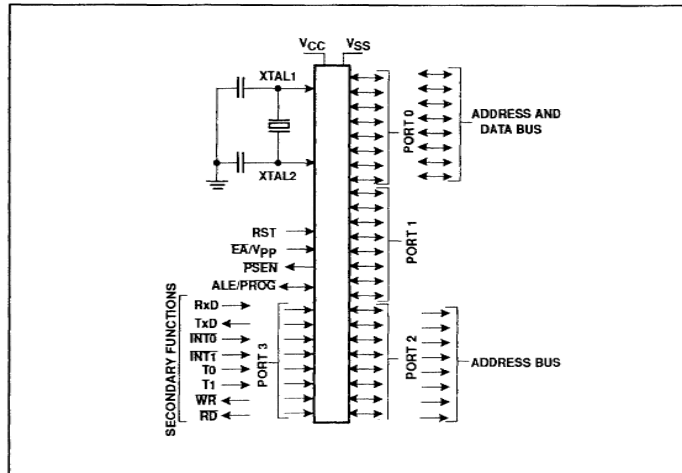 VCC
VSS
XTAL1
XTAL2
RST
EA/VPP
PSEN
ALE/PROG
SECONDARY FUNCTIONS
RxD
TxD
INT0
INT1
T0
T1
WR
RD
PORT 3
PORT 0
PORT 1
PORT 2
ADDRESS AND
DATA BUS
ADDRESS BUS